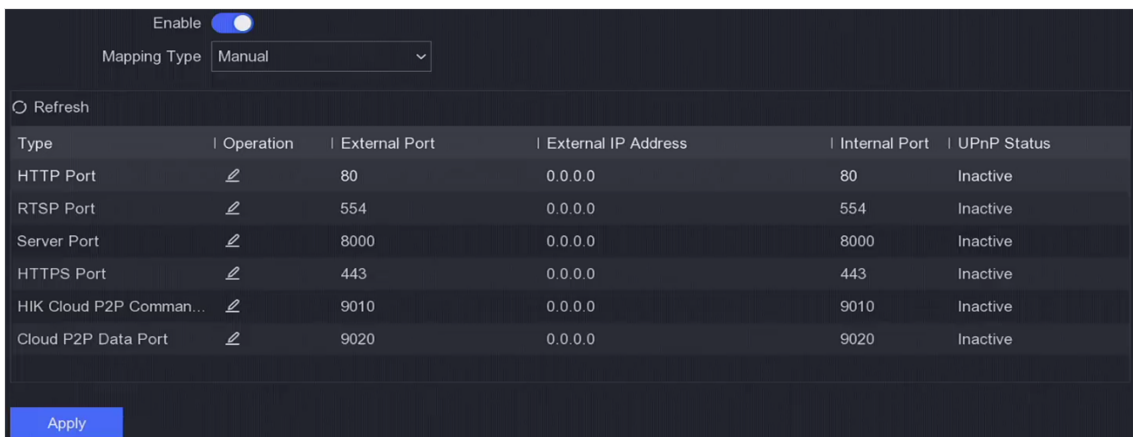 Enable
Mapping Type Manual
Refresh
Type Operation External Port External IP Address Internal Port UPnP Status
HTTP Port 80 0.0.0.0 80 Inactive
RTSP Port 554 0.0.0.0 554 Inactive
Server Port 8000 0.0.0.0 8000 Inactive
HTTPS Port 443 0.0.0.0 443 Inactive
HIK Cloud P2P Comman... 9010 0.0.0.0 9010 Inactive
Cloud P2P Data Port 9020 0.0.0.0 9020 Inactive
Apply